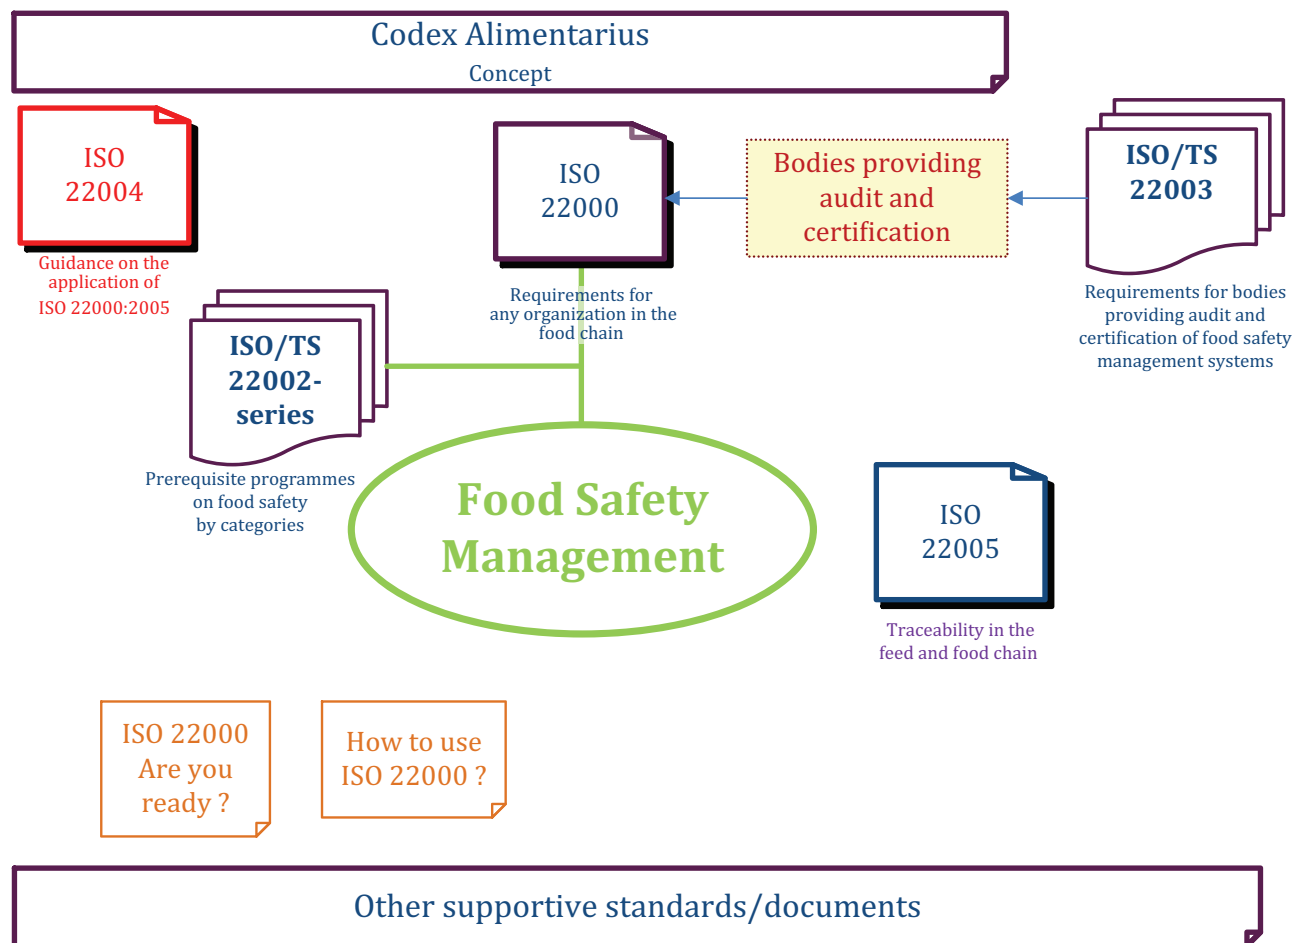 Codex Alimentarius
Concept
ISO
22004
Guidance on the
application of
ISO 22000:2005
ISO
22000
Requirements for
any organization in the
food chain
Bodies providing
audit and
certification
ISO/TS
22003
Requirements for bodies
providing audit and
certification of food safety
management systems
ISO/TS
22002-
series
Prerequisite programmes
on food safety
by categories
Food Safety
Management
ISO
22005
Traceability in the
feed and food chain
ISO 22000
Are you
ready ?
How to use
ISO 22000 ?
Other supportive standards/documents